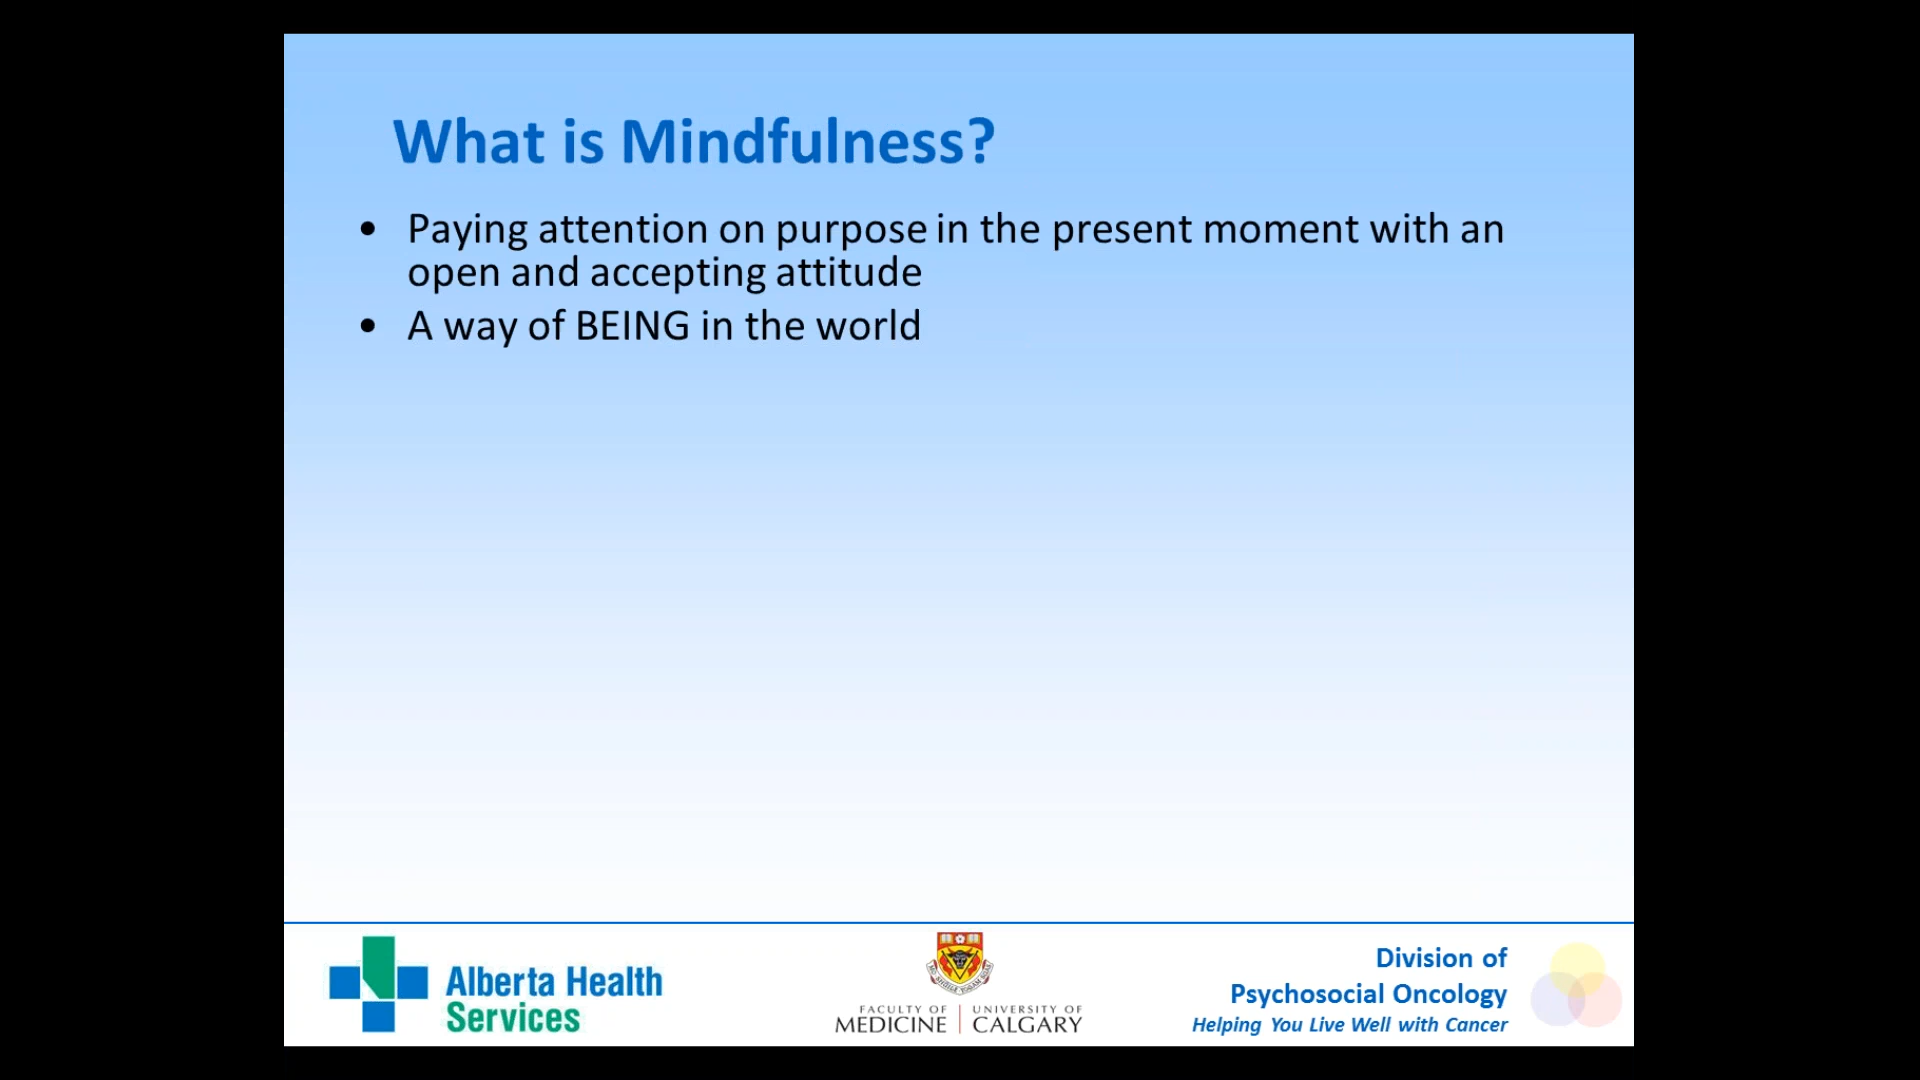 What is Mindfulness?
• Paying attention on purpose in the present moment with an
open and accepting attitude
• A way of BEING in the world
Alberta Health
Services
FACULTY OF
MEDICINE
UNIVERSITY OF
CALGARY
Division of
Psychosocial Oncology
Helping You Live Well with Cancer